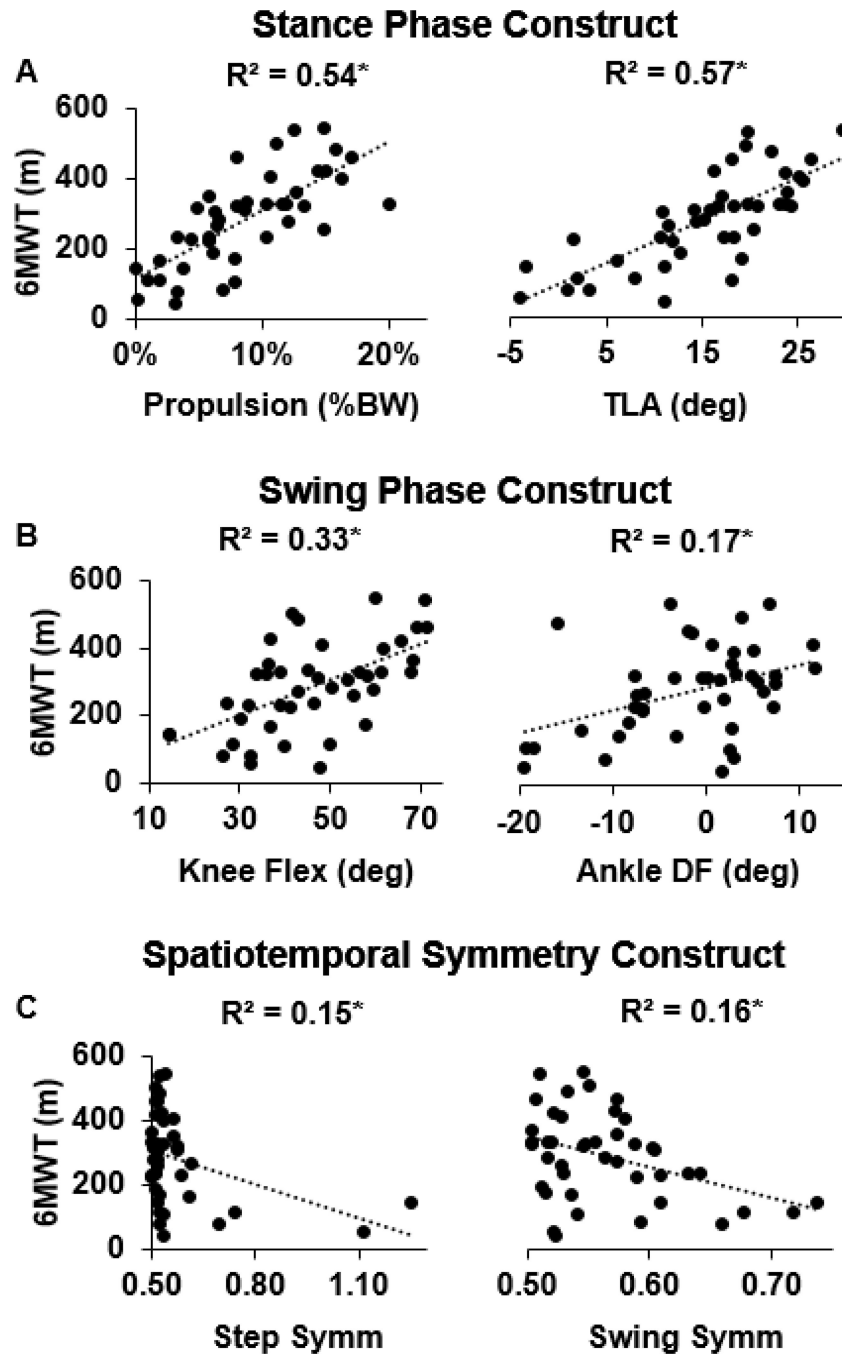 Stance Phase Construct
A
R² = 0.54*
R² = 0.57*
6MWT (m)
600
400
200
0
0% 10% 20%
-5 5 15 25
Propulsion (%BW)
TLA (deg)
Swing Phase Construct
B
R² = 0.33*
R² = 0.17*
6MWT (m)
600
400
200
0
10 30 50 70
-20 -10 0 10
Knee Flex (deg)
Ankle DF (deg)
Spatiotemporal Symmetry Construct
C
R² = 0.15*
R² = 0.16*
6MWT (m)
600
400
200
0
0.50 0.80 1.10
0.50 0.60 0.70
Step Symm
Swing Symm